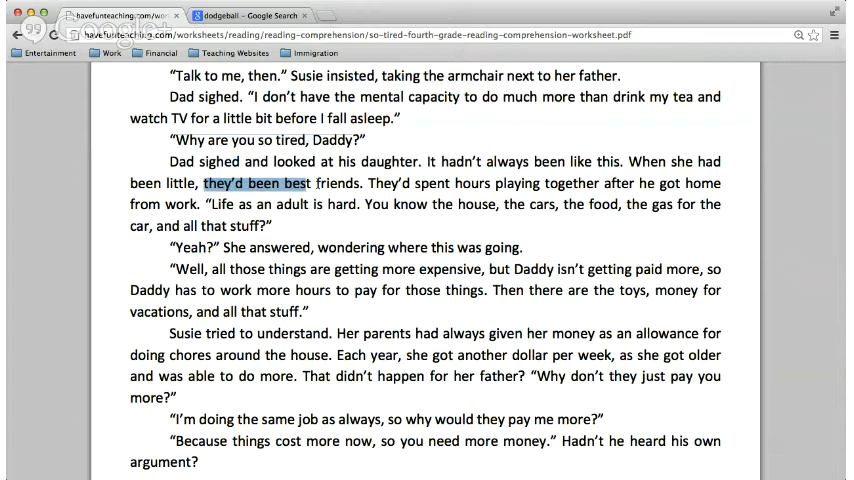 havefunteaching.com/wor
dodgeball – Google Search
Google+
havefunteaching.com/worksheets/reading/reading-comprehension/so-tired-fourth-grade-reading-comprehension-worksheet.pdf
Entertainment Work Financial Teaching Websites Immigration
“Talk to me, then.” Susie insisted, taking the armchair next to her father.
Dad sighed. “I don’t have the mental capacity to do much more than drink my tea and
watch TV for a little bit before I fall asleep.”
“Why are you so tired, Daddy?”
Dad sighed and looked at his daughter. It hadn’t always been like this. When she had
been little, they’d been best friends. They’d spent hours playing together after he got home
from work. “Life as an adult is hard. You know the house, the cars, the food, the gas for the
car, and all that stuff?”
“Yeah?” She answered, wondering where this was going.
“Well, all those things are getting more expensive, but Daddy isn’t getting paid more, so
Daddy has to work more hours to pay for those things. Then there are the toys, money for
vacations, and all that stuff.”
Susie tried to understand. Her parents had always given her money as an allowance for
doing chores around the house. Each year, she got another dollar per week, as she got older
and was able to do more. That didn’t happen for her father? “Why don’t they just pay you
more?”
“I’m doing the same job as always, so why would they pay me more?”
“Because things cost more now, so you need more money.” Hadn’t he heard his own
argument?